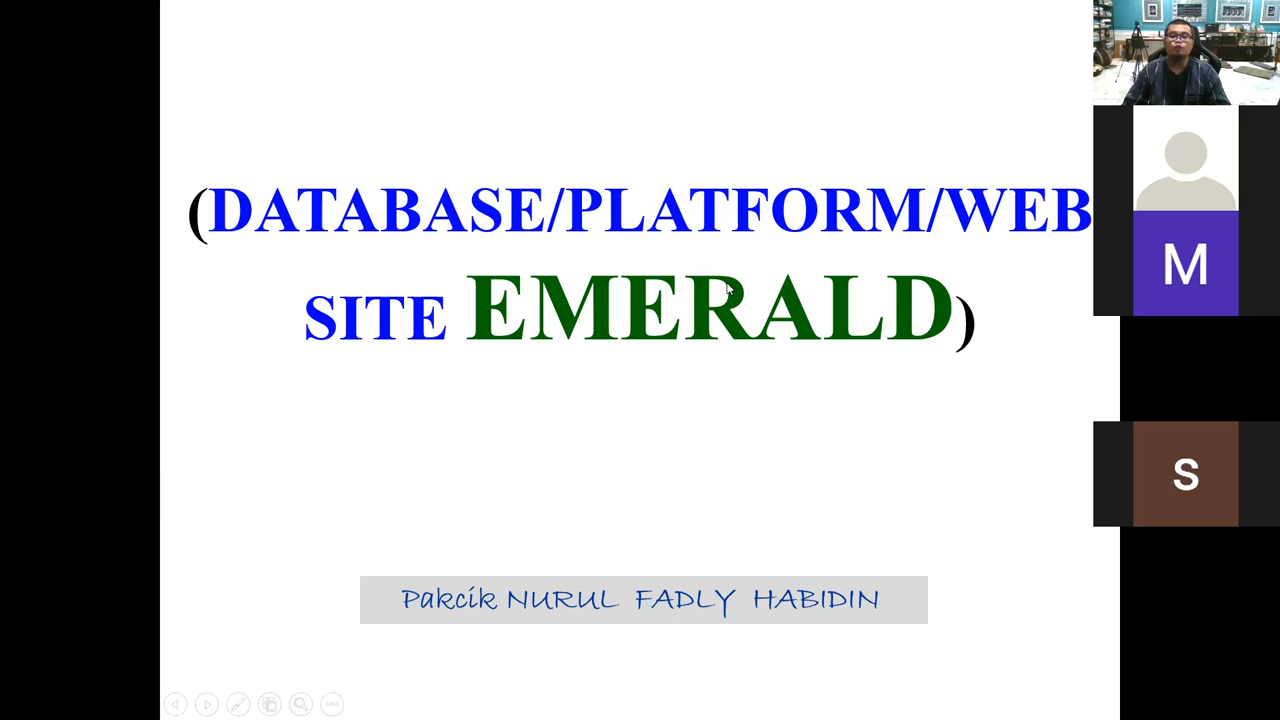 (DATABASE/PLATFORM/WEB
SITE EMERALD)
Pakcik NURUL FADLY HABIDIN
M
S